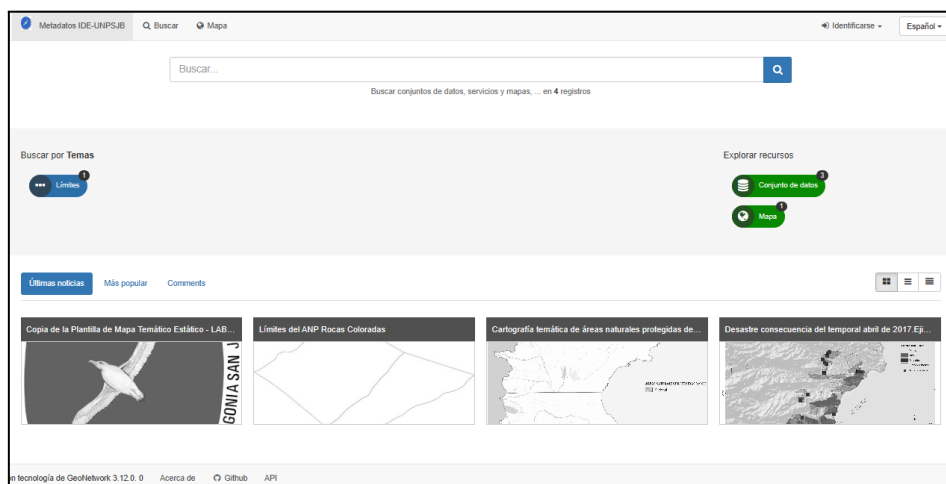 Metadatos IDE-UNPSJB Buscar Mapa Identificarse Español
Buscar...
Buscar conjuntos de datos, servicios y mapas, ... en 4 registros
Buscar por Temas Explorar recursos
Límites 1
Conjunto de datos 3
Mapa 1
Últimas noticias Más popular Comments
Copia de la Plantilla de Mapa Temático Estático - LAB...
GONIA SAN J
Límites del ANP Rocas Coloradas
Cartografía temática de áreas naturales protegidas de...
Desastre consecuencia del temporal abril de 2017.Eji...
n tecnología de GeoNetwork 3.12.0. 0 Acerca de Github API